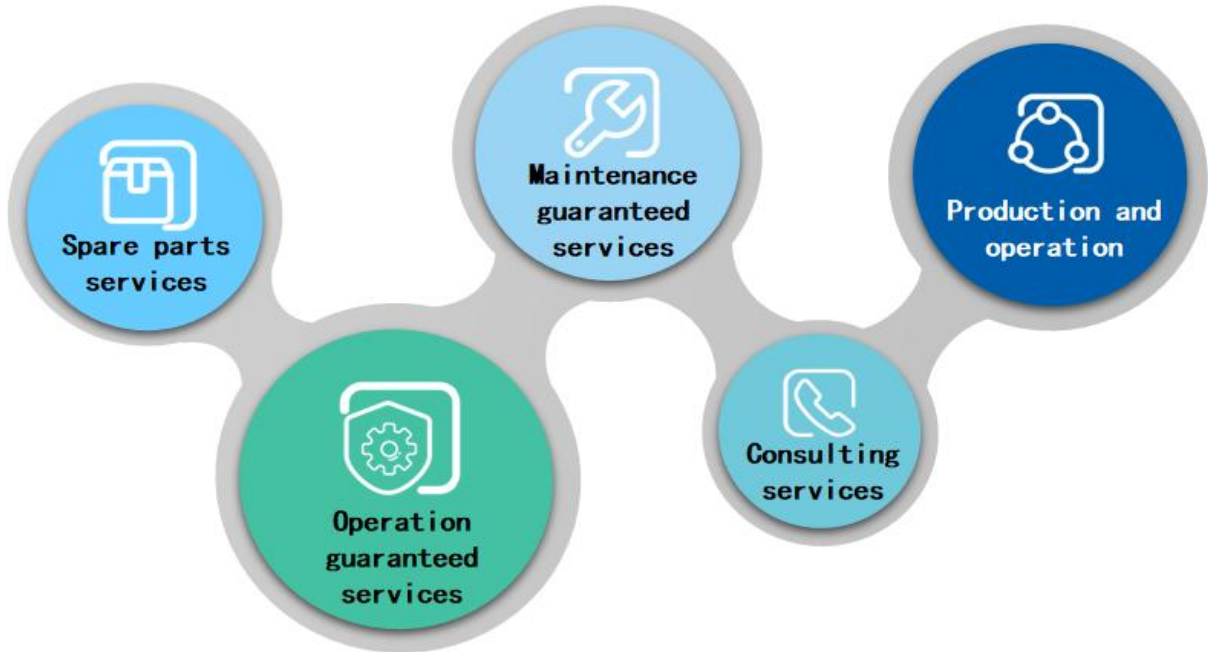 Spare parts
services
Operation
guaranteed
services
Maintenance
guaranteed
services
Consulting
services
Production and
operation